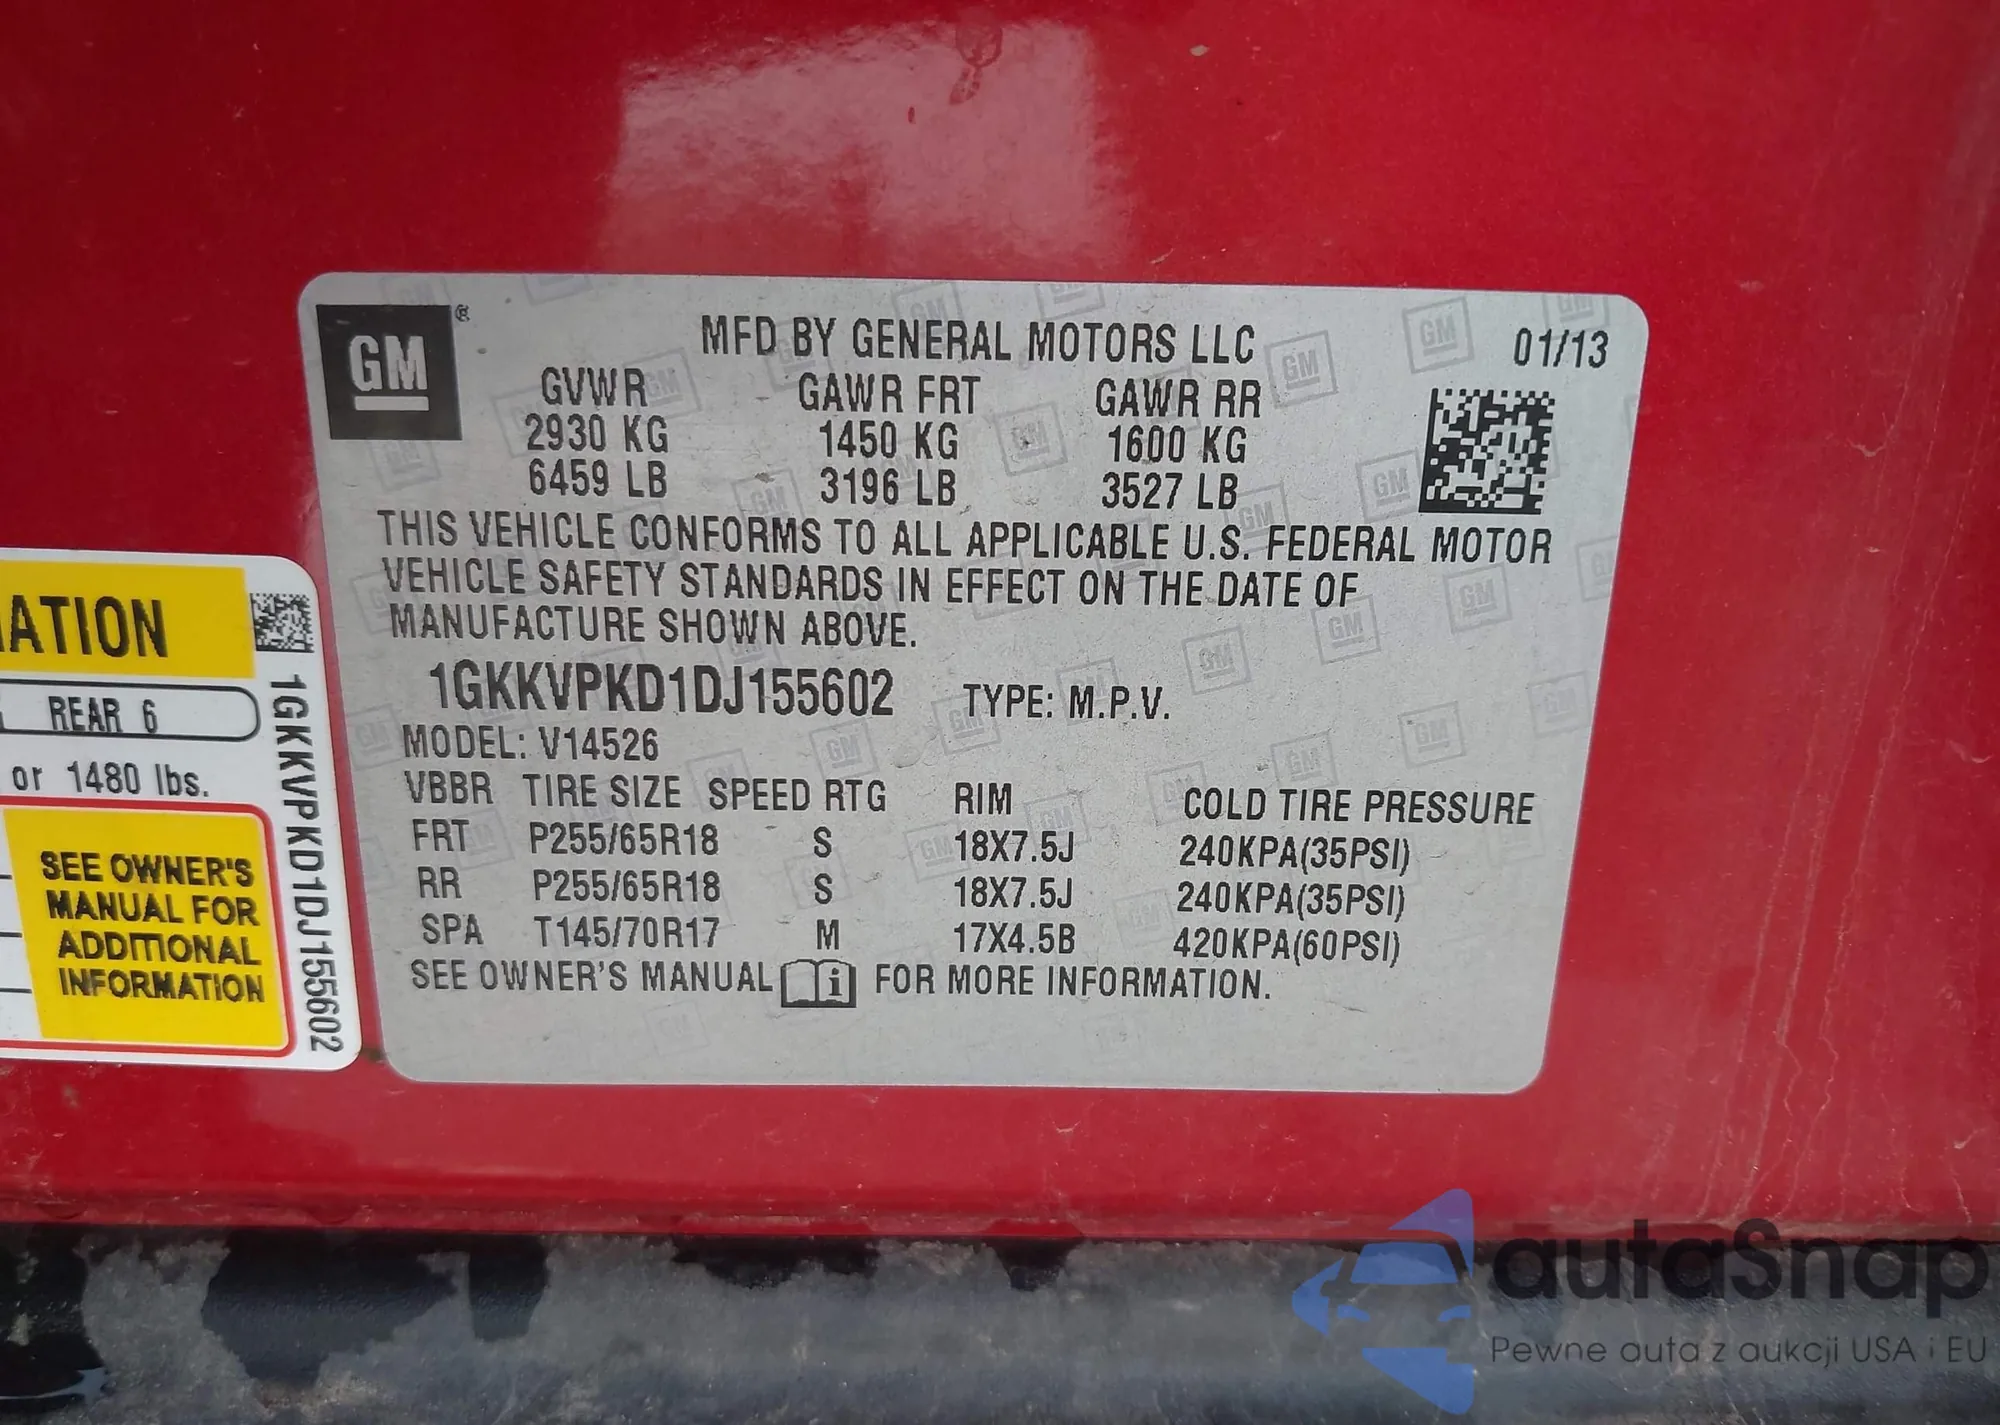 GM ®
MFD BY GENERAL MOTORS LLC 01/13
GVWR GAWR FRT GAWR RR
2930 KG 1450 KG 1600 KG
6459 LB 3196 LB 3527 LB
THIS VEHICLE CONFORMS TO ALL APPLICABLE U.S. FEDERAL MOTOR
VEHICLE SAFETY STANDARDS IN EFFECT ON THE DATE OF
MANUFACTURE SHOWN ABOVE.
1GKKVPKD1DJ155602 TYPE: M.P.V.
MODEL: V14526
VBBR TIRE SIZE SPEED RTG RIM COLD TIRE PRESSURE
FRT P255/65R18 S 18X7.5J 240KPA(35PSI)
RR P255/65R18 S 18X7.5J 240KPA(35PSI)
SPA T145/70R17 M 17X4.5B 420KPA(60PSI)
SEE OWNER'S MANUAL i FOR MORE INFORMATION.
ATION
REAR 6
or 1480 lbs.
SEE OWNER'S
MANUAL FOR
ADDITIONAL
INFORMATION
1GKKVPKD1DJ155602
autaSnap
Pewne auta z aukcji USA i EU